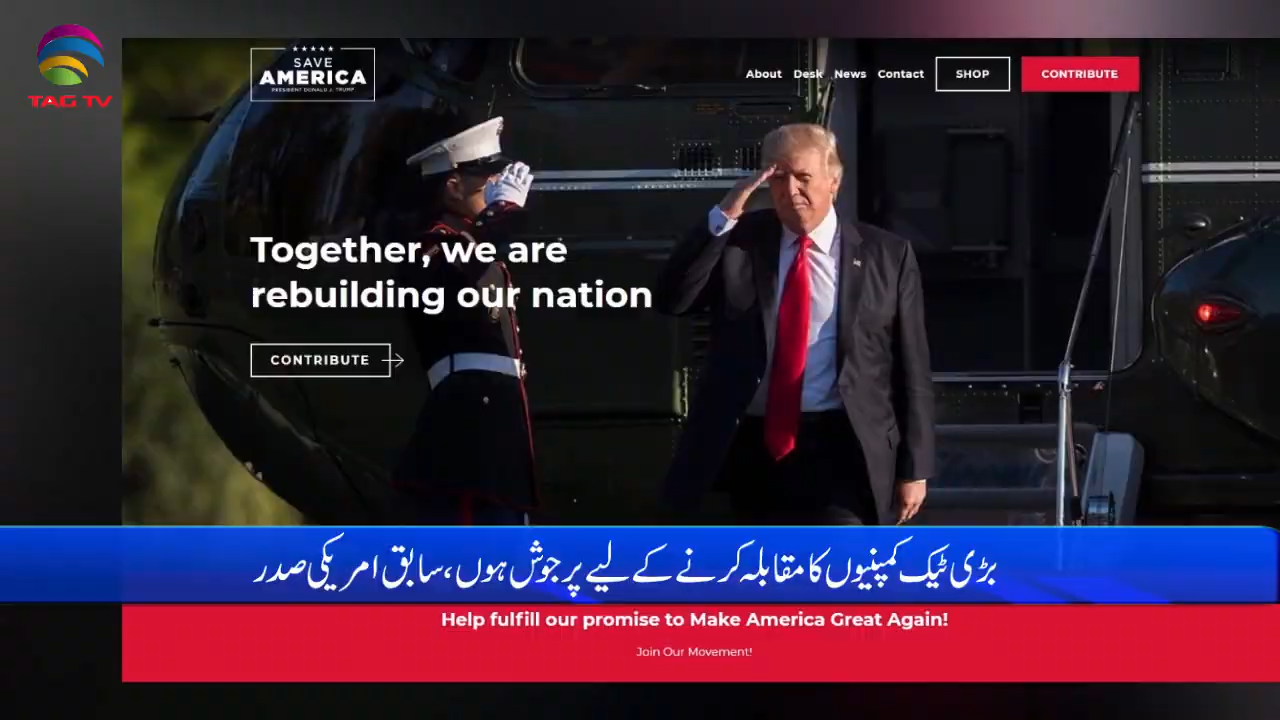 TAG TV
SAVE
AMERICA
PRESIDENT DONALD J. TRUMP
About Desk News Contact SHOP CONTRIBUTE
Together, we are
rebuilding our nation
CONTRIBUTE
بڑی ٹیک کمپنیوں کا مقابلہ کرنے کے لیے پرجوش ہوں، سابق امریکی صدر
Help fulfill our promise to Make America Great Again!
Join Our Movement!